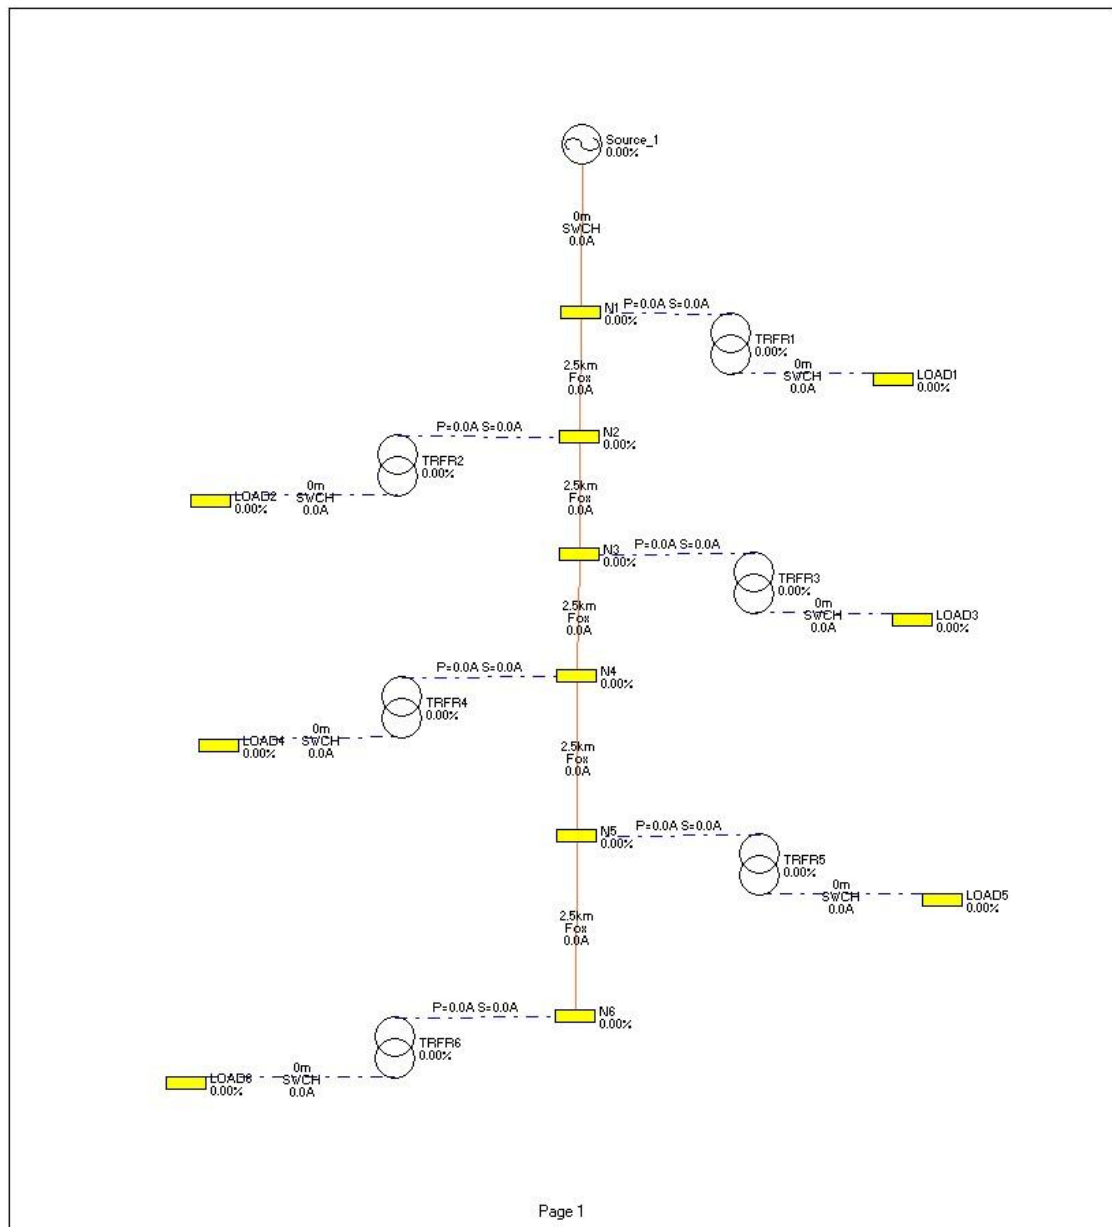 Source_1
0.00%
0m
SWCH
0.0A
N1
0.00%
P=0.0A S=0.0A
TRFR1
0.00%
0m
SWCH
0.0A
LOAD1
0.00%
2.5km
Fox
0.0A
N2
0.00%
P=0.0A S=0.0A
TRFR2
0.00%
0m
SWCH
0.0A
LOAD2
0.00%
2.5km
Fox
0.0A
N3
0.00%
P=0.0A S=0.0A
TRFR3
0.00%
0m
SWCH
0.0A
LOAD3
0.00%
2.5km
Fox
0.0A
N4
0.00%
P=0.0A S=0.0A
TRFR4
0.00%
0m
SWCH
0.0A
LOAD4
0.00%
2.5km
Fox
0.0A
N5
0.00%
P=0.0A S=0.0A
TRFR5
0.00%
0m
SWCH
0.0A
LOAD5
0.00%
2.5km
Fox
0.0A
N6
0.00%
P=0.0A S=0.0A
TRFR6
0.00%
0m
SWCH
0.0A
LOAD6
0.00%
Page 1